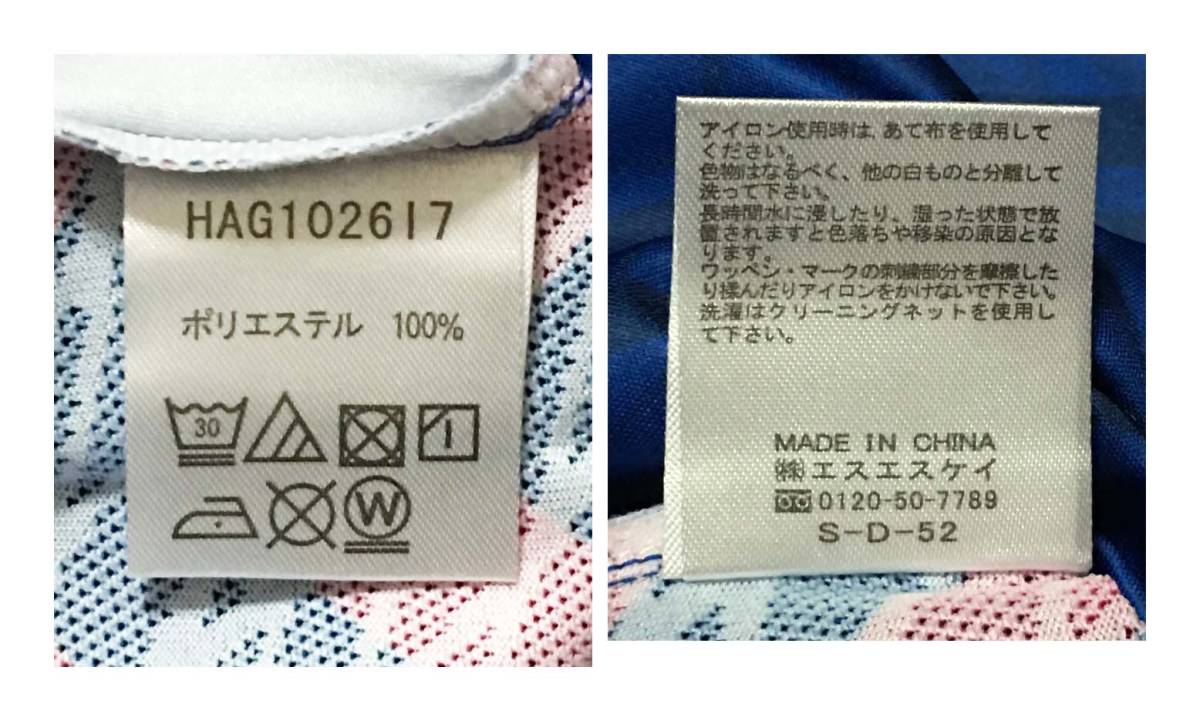 HAG102617
ポリエステル 100%
30
W
アイロン使用時は、あて布を使用して
ください。
色物はなるべく、他の白ものと分離して
洗って下さい。
長時間水に浸したり、湿った状態で放
置されますと色落ちや移染の原因とな
ります。
ワッペン・マークの刺繍部分を摩擦した
り揉んだりアイロンをかけないで下さい。
洗濯はクリーニングネットを使用し
て下さい。
MADE IN CHINA
㈱エスエスケイ
0120-50-7789
S-D-52